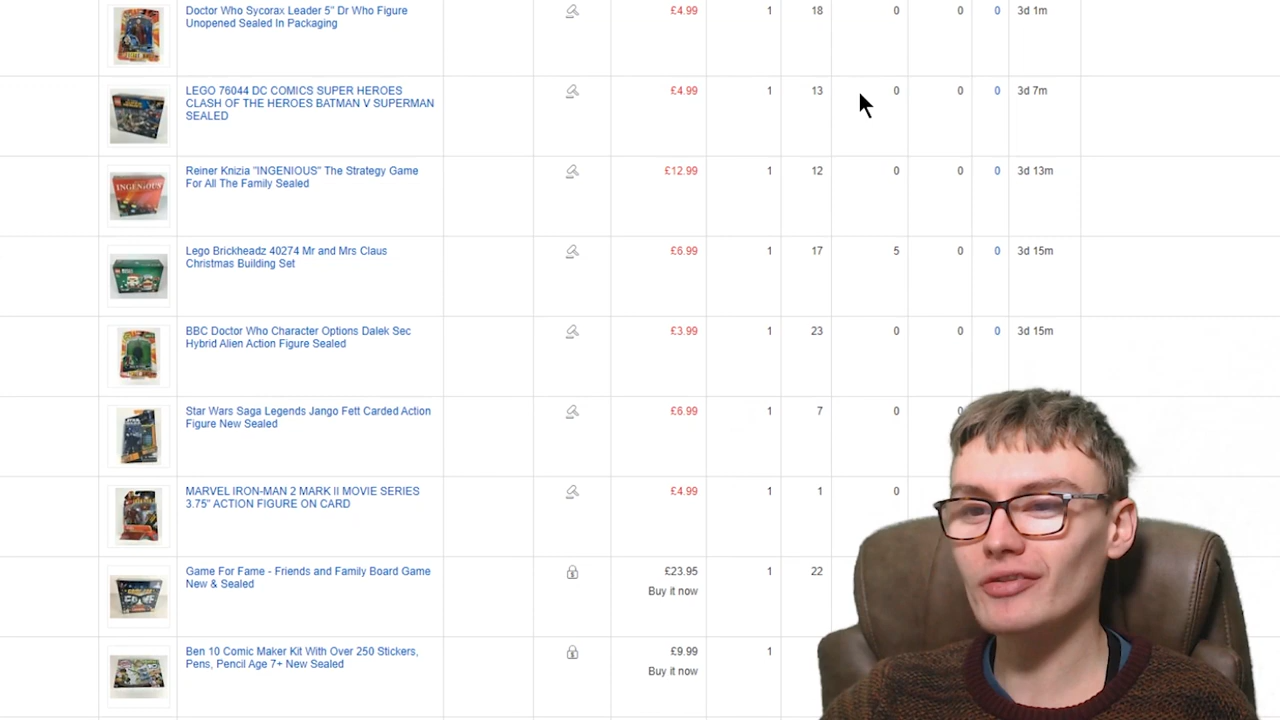 Doctor Who Sycorax Leader 5" Dr Who Figure £4.99 1 18 0 0 0 3d 1m
Unopened Sealed In Packaging
LEGO 76044 DC COMICS SUPER HEROES £4.99 1 13 0 0 0 3d 7m
CLASH OF THE HEROES BATMAN V SUPERMAN
SEALED
Reiner Knizia "INGENIOUS" The Strategy Game £12.99 1 12 0 0 0 3d 13m
For All The Family Sealed
INGENIOUS
Lego Brickheadz 40274 Mr and Mrs Claus £6.99 1 17 5 0 0 3d 15m
Christmas Building Set
BBC Doctor Who Character Options Dalek Sec £3.99 1 23 0 0 0 3d 15m
Hybrid Alien Action Figure Sealed
Star Wars Saga Legends Jango Fett Carded Action £6.99 1 7 0 0
Figure New Sealed
MARVEL IRON-MAN 2 MARK II MOVIE SERIES £4.99 1 1 0
3.75" ACTION FIGURE ON CARD
Game For Fame - Friends and Family Board Game £23.95 1 22
New & Sealed Buy it now
Ben 10 Comic Maker Kit With Over 250 Stickers, £9.99 1
Pens, Pencil Age 7+ New Sealed Buy it now